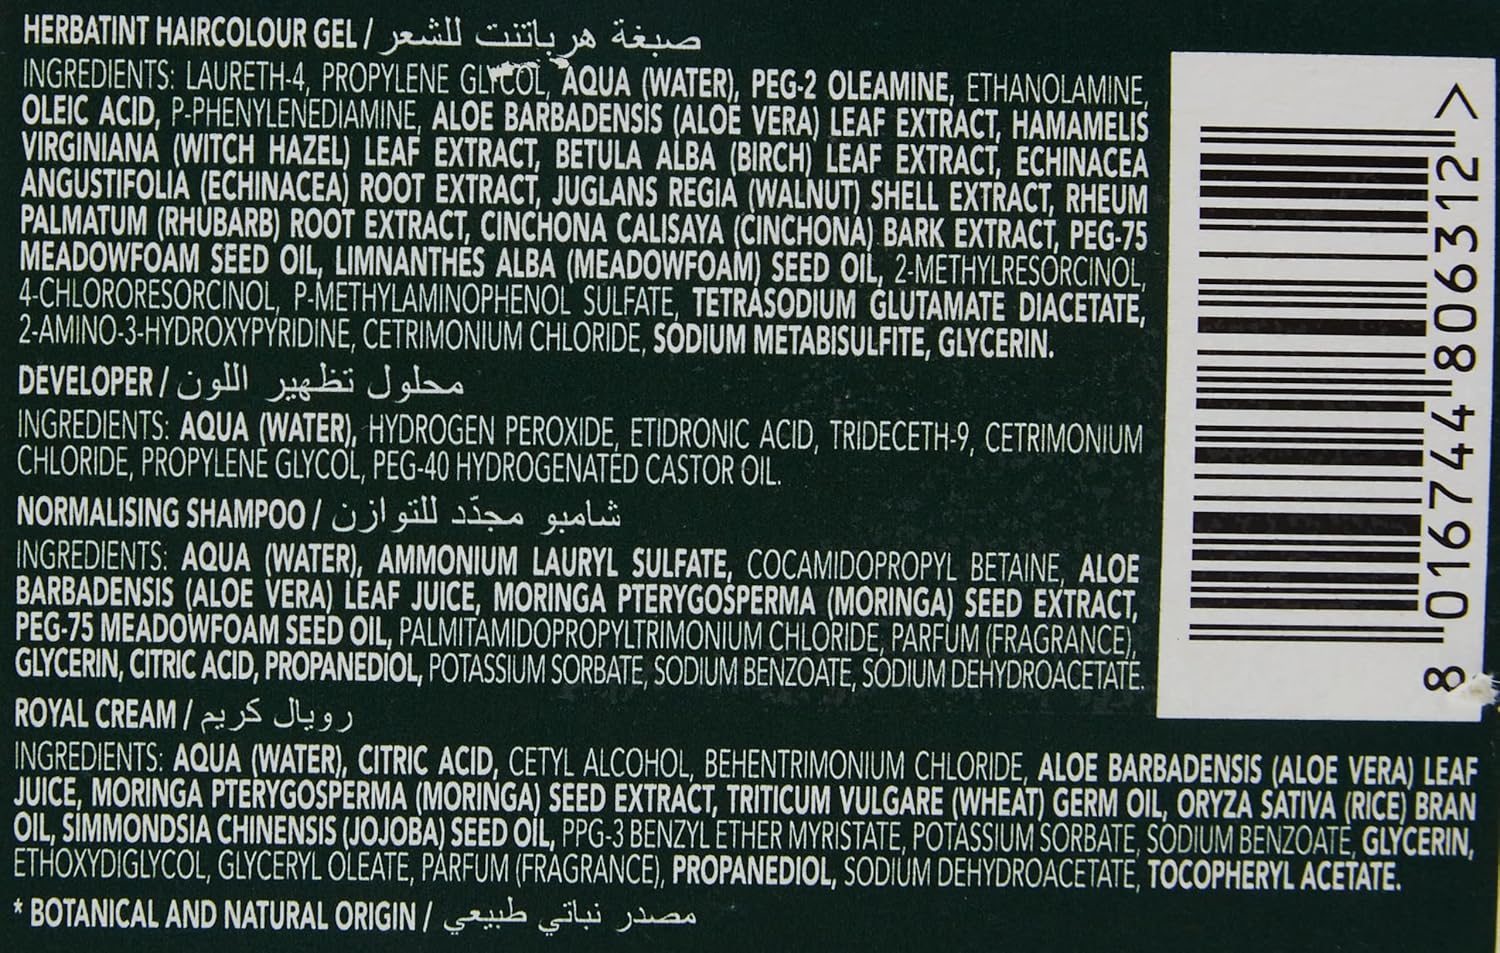 HERBATINT HAIRCOLOUR GEL / صبغة هرباتنت للشعر
INGREDIENTS: LAURETH-4, PROPYLENE GLYCOL, AQUA (WATER), PEG-2 OLEAMINE, ETHANOLAMINE,
OLEIC ACID, P-PHENYLENEDIAMINE, ALOE BARBADENSIS (ALOE VERA) LEAF EXTRACT, HAMAMELIS
VIRGINIANA (WITCH HAZEL) LEAF EXTRACT, BETULA ALBA (BIRCH) LEAF EXTRACT, ECHINACEA
ANGUSTIFOLIA (ECHINACEA) ROOT EXTRACT, JUGLANS REGIA (WALNUT) SHELL EXTRACT, RHEUM
PALMATUM (RHUBARB) ROOT EXTRACT, CINCHONA CALISAYA (CINCHONA) BARK EXTRACT, PEG-75
MEADOWFOAM SEED OIL, LIMNANTHES ALBA (MEADOWFOAM) SEED OIL, 2-METHYLRESORCINOL,
4-CHLORORESORCINOL, P-METHYLAMINOPHENOL SULFATE, TETRASODIUM GLUTAMATE DIACETATE,
2-AMINO-3-HYDROXYPYRIDINE, CETRIMONIUM CHLORIDE, SODIUM METABISULFITE, GLYCERIN.
DEVELOPER / محلول تظهير اللون
INGREDIENTS: AQUA (WATER), HYDROGEN PEROXIDE, ETIDRONIC ACID, TRIDECETH-9, CETRIMONIUM
CHLORIDE, PROPYLENE GLYCOL, PEG-40 HYDROGENATED CASTOR OIL.
NORMALISING SHAMPOO / شامبو مجدّد للتوازن
INGREDIENTS: AQUA (WATER), AMMONIUM LAURYL SULFATE, COCAMIDOPROPYL BETAINE, ALOE
BARBADENSIS (ALOE VERA) LEAF JUICE, MORINGA PTERYGOSPERMA (MORINGA) SEED EXTRACT,
PEG-75 MEADOWFOAM SEED OIL, PALMITAMIDOPROPYLTRIMONIUM CHLORIDE, PARFUM (FRAGRANCE),
GLYCERIN, CITRIC ACID, PROPANEDIOL, POTASSIUM SORBATE, SODIUM BENZOATE, SODIUM DEHYDROACETATE.
ROYAL CREAM / رويال كريم
INGREDIENTS: AQUA (WATER), CITRIC ACID, CETYL ALCOHOL, BEHENTRIMONIUM CHLORIDE, ALOE BARBADENSIS (ALOE VERA) LEAF
JUICE, MORINGA PTERYGOSPERMA (MORINGA) SEED EXTRACT, TRITICUM VULGARE (WHEAT) GERM OIL, ORYZA SATIVA (RICE) BRAN
OIL, SIMMONDSIA CHINENSIS (JOJOBA) SEED OIL, PPG-3 BENZYL ETHER MYRISTATE, POTASSIUM SORBATE, SODIUM BENZOATE, GLYCERIN,
ETHOXYDIGLYCOL, GLYCERYL OLEATE, PARFUM (FRAGRANCE), PROPANEDIOL, SODIUM DEHYDROACETATE, TOCOPHERYL ACETATE.
* BOTANICAL AND NATURAL ORIGIN / مصدر نباتي طبيعي
8 016744 806312 >